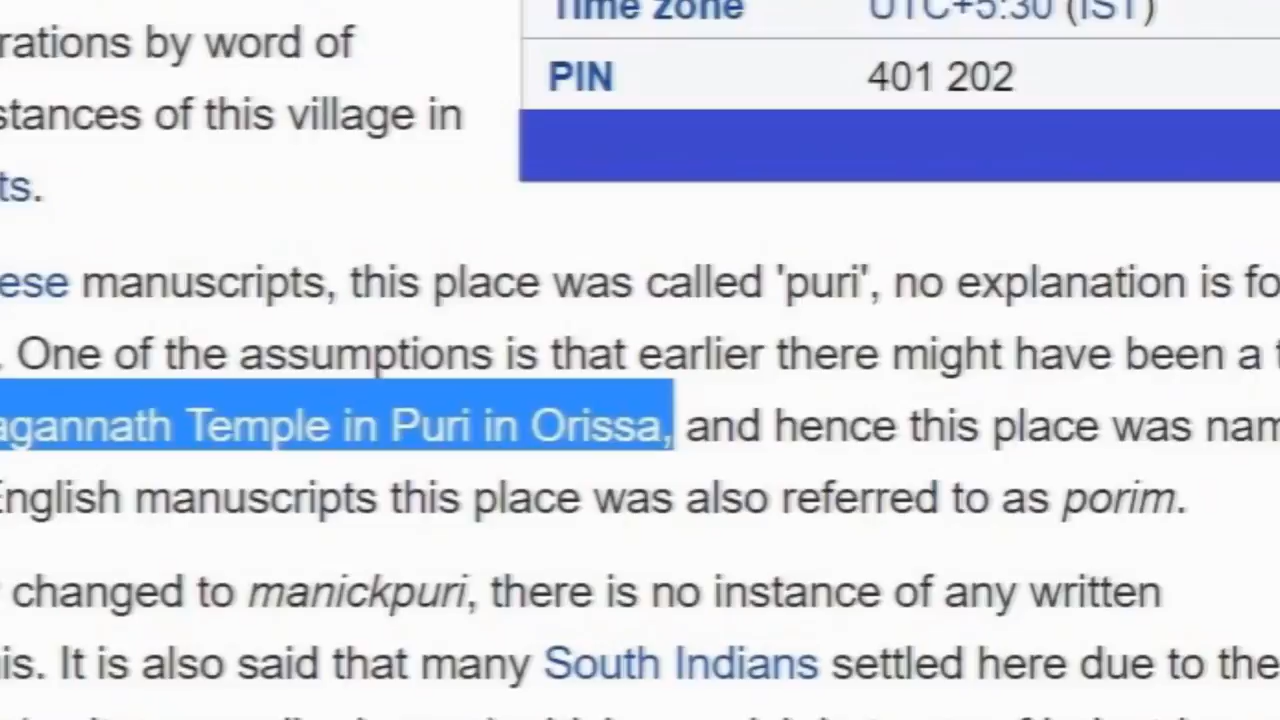 Time zone UTC+5:30 (IST)
rations by word of
PIN 401 202
stances of this village in
ts.
ese manuscripts, this place was called 'puri', no explanation is fo
. One of the assumptions is that earlier there might have been a t
agannath Temple in Puri in Orissa, and hence this place was nam
English manuscripts this place was also referred to as porim.
changed to manickpuri, there is no instance of any written
is. It is also said that many South Indians settled here due to the